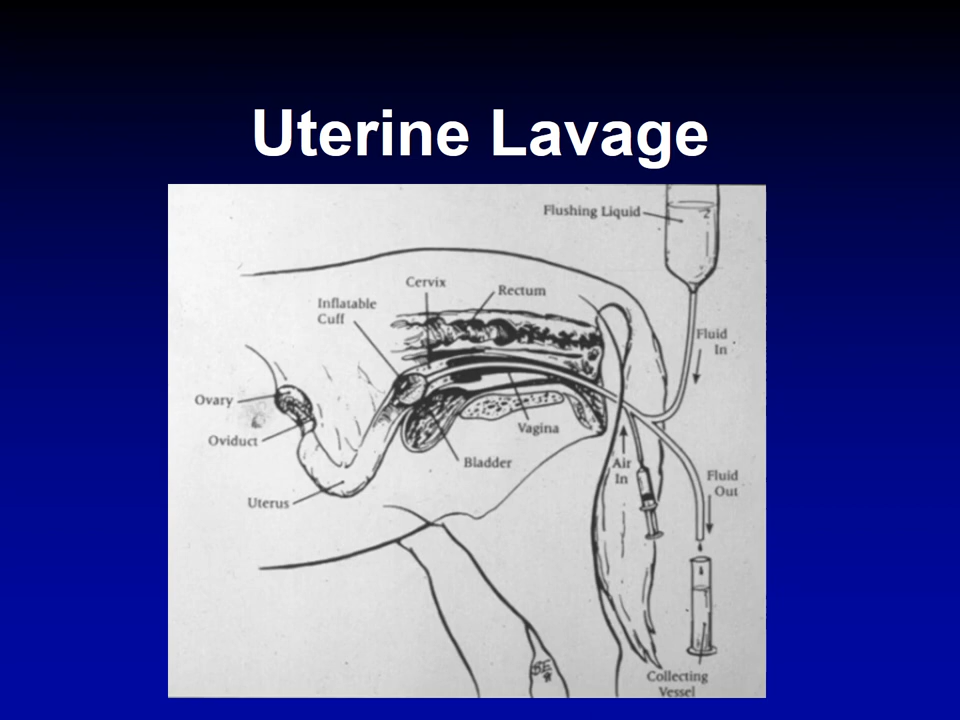 Uterine Lavage
Flushing Liquid
Cervix
Rectum
Inflatable
Cuff
Fluid
In
Ovary
Oviduct
Vagina
Bladder
Air
In
Fluid
Out
Uterus
Collecting
Vessel